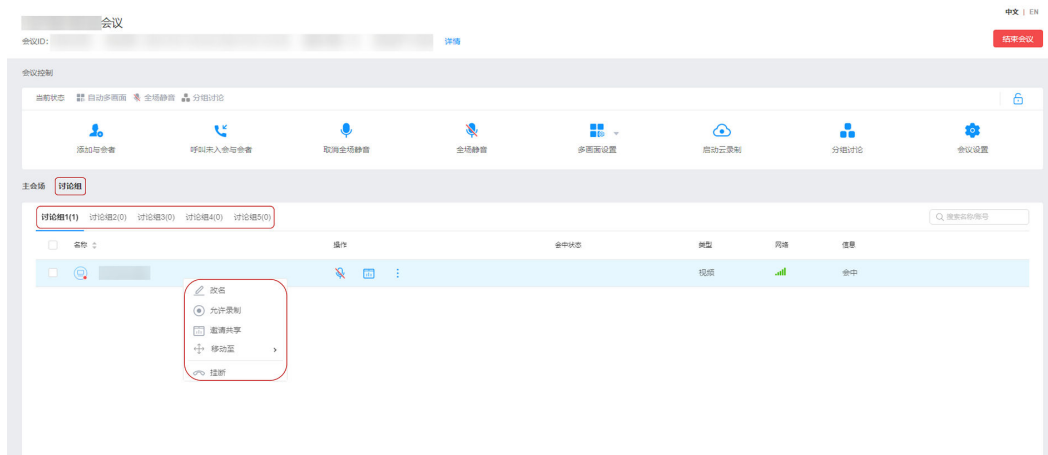 中文 | EN
会议
会议ID:
详情
结束会议
会议控制
当前状态 自动多画面 全场静音 分组讨论
添加与会者 呼叫未入会与会者 取消全场静音 全场静音 多画面设置 启动云录制 分组讨论 会议设置
主会场 讨论组
讨论组1(1) 讨论组2(0) 讨论组3(0) 讨论组4(0) 讨论组5(0)
搜索名称/账号
名称 操作 会中状态 类型 网络 信息
视频 会中
改名
允许录制
邀请共享
移动至
挂断